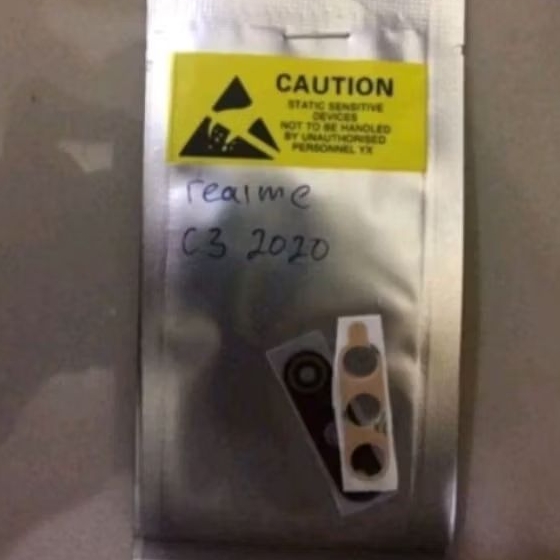 CAUTION
STATIC SENSITIVE
DEVICES
NOT TO BE HANDLED
BY UNAUTHORISED
PERSONNEL YX
realme
C3 2020